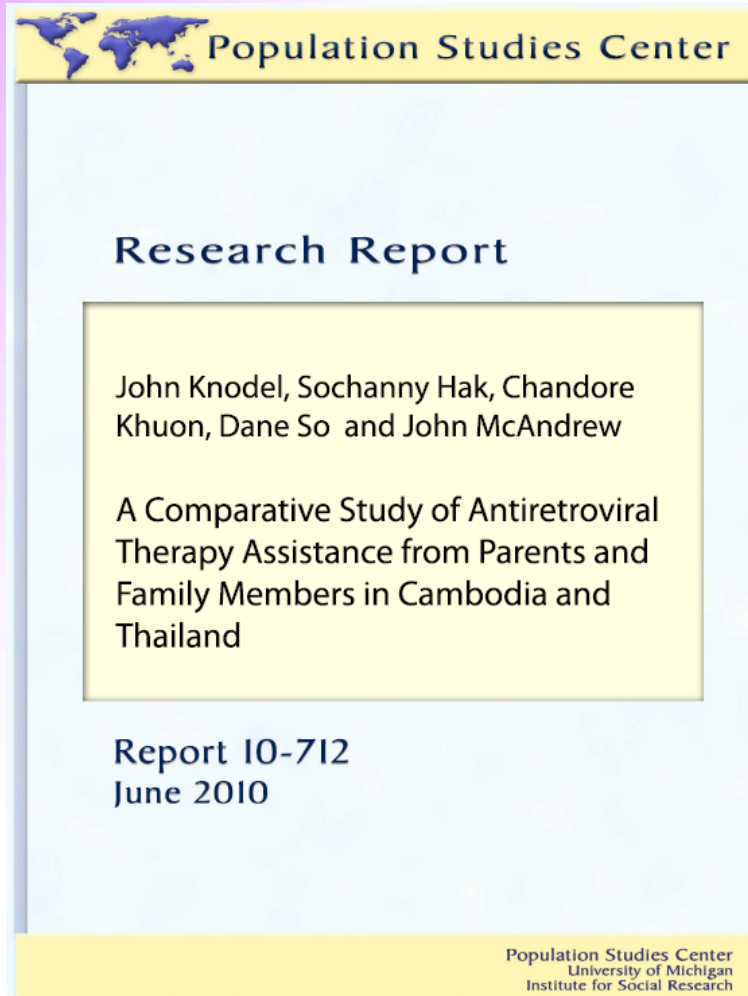 Population Studies Center
Research Report
John Knodel, Sochanny Hak, Chandore
Khuon, Dane So and John McAndrew
A Comparative Study of Antiretroviral
Therapy Assistance from Parents and
Family Members in Cambodia and
Thailand
Report 10-712
June 2010
Population Studies Center
University of Michigan
Institute for Social Research